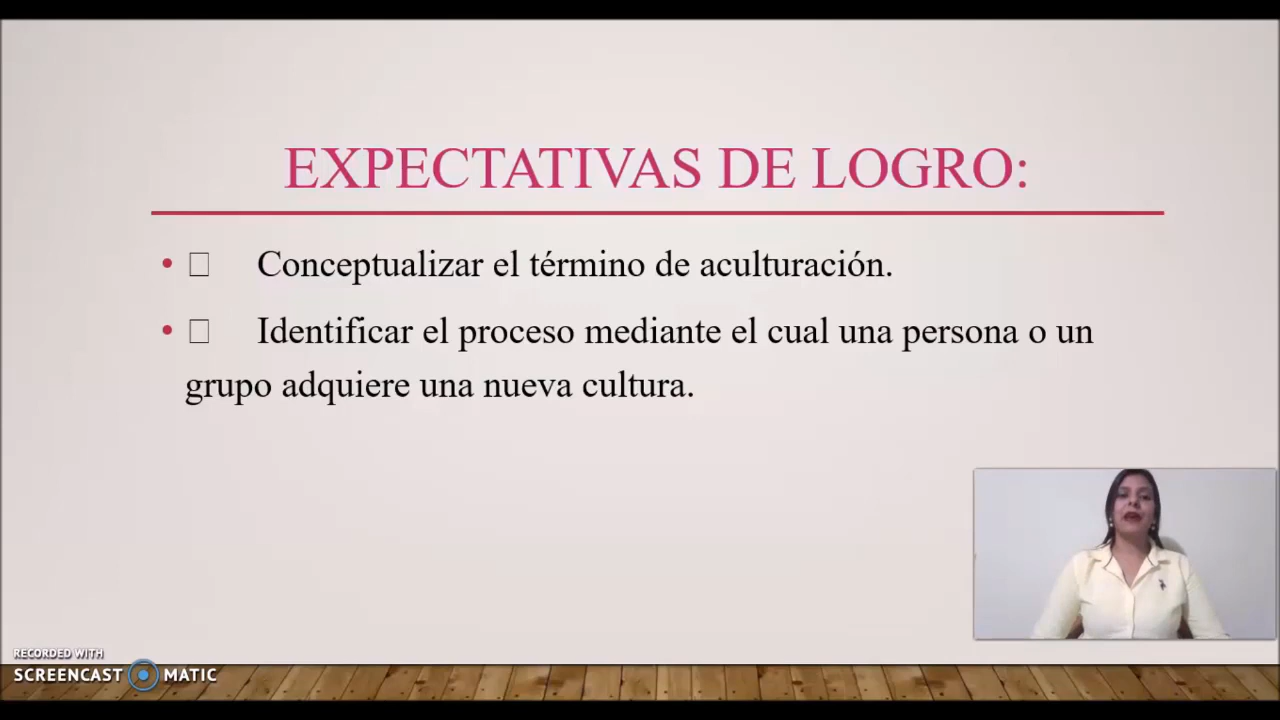 EXPECTATIVAS DE LOGRO:
• □ Conceptualizar el término de aculturación.
• □ Identificar el proceso mediante el cual una persona o un
grupo adquiere una nueva cultura.
RECORDED WITH
SCREENCAST MATIC